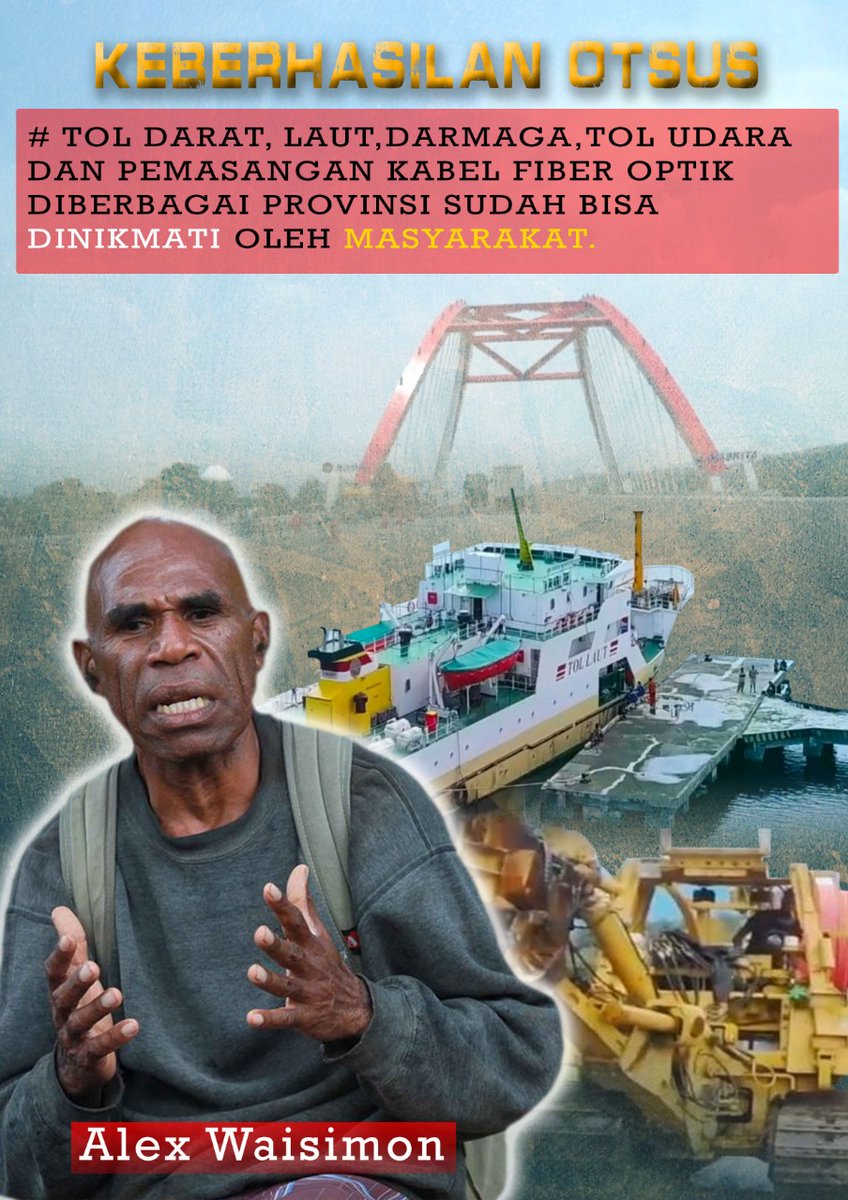 KEBERHASILAN OTSUS
# TOL DARAT, LAUT,DARMAGA,TOL UDARA
DAN PEMASANGAN KABEL FIBER OPTIK
DIBERBAGAI PROVINSI SUDAH BISA
DINIKMATI OLEH MASYARAKAT.
TOL LAUT
Alex Waisimon